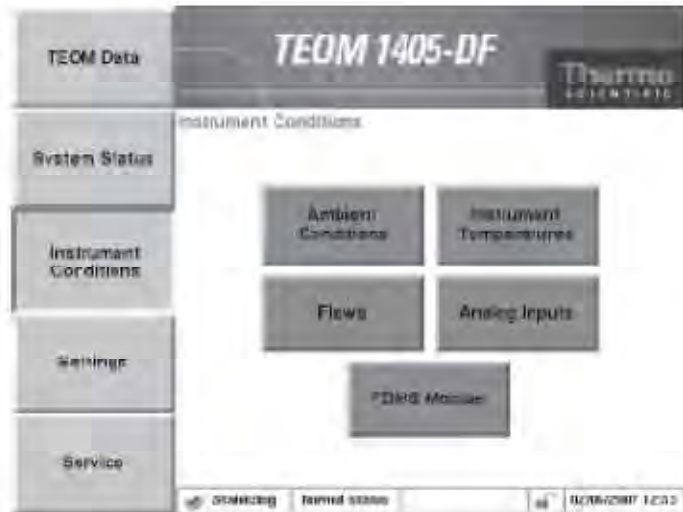 TEOM Data
TEOM 1405-DF
Thermo
SCIENTIFIC
Instrument Conditions
System Status
Instrument
Conditions
Settings
Service
Ambient
Conditions
Instrument
Temperatures
Flows
Analog Inputs
FDMS Module
Stabilizing
Normal status